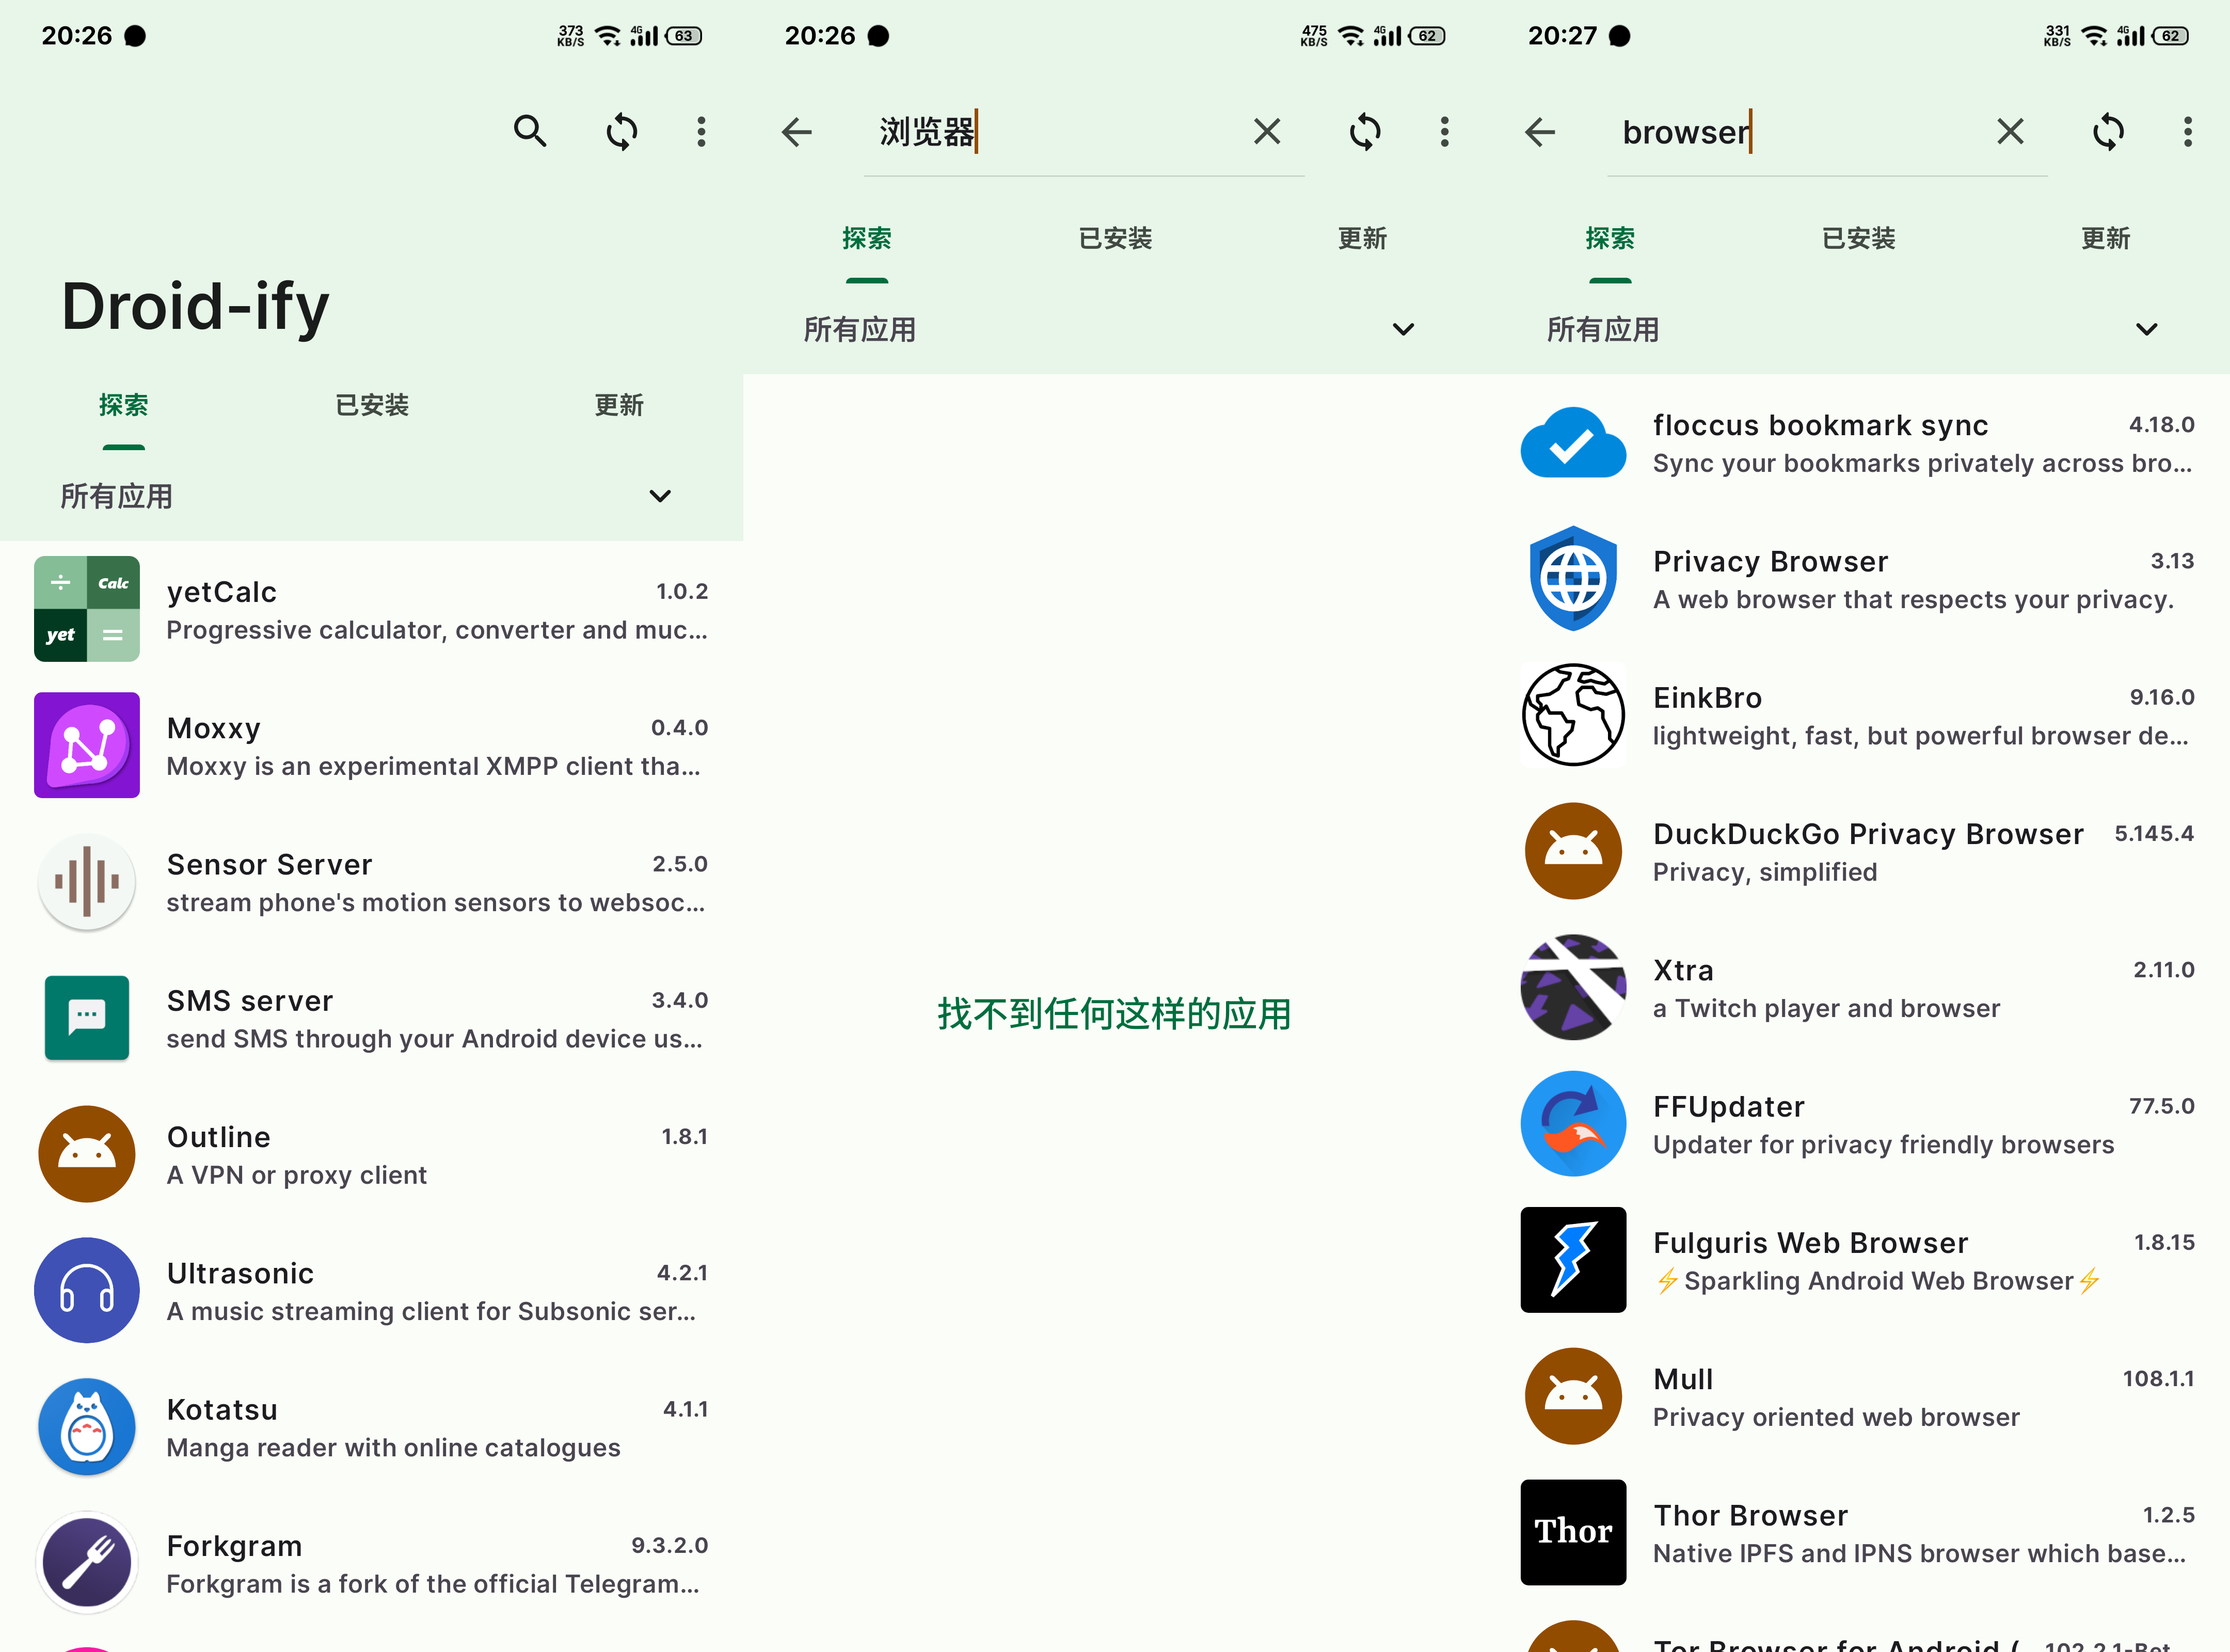 20:26
373
KB/S
4G
63
Droid-ify
探索
已安装
更新
所有应用
÷
Calc
yet
=
yetCalc
1.0.2
Progressive calculator, converter and muc...
Moxxy
0.4.0
Moxxy is an experimental XMPP client tha...
Sensor Server
2.5.0
stream phone's motion sensors to websoc...
SMS server
3.4.0
send SMS through your Android device us...
Outline
1.8.1
A VPN or proxy client
Ultrasonic
4.2.1
A music streaming client for Subsonic ser...
Kotatsu
4.1.1
Manga reader with online catalogues
Forkgram
9.3.2.0
Forkgram is a fork of the official Telegram...
20:26
475
KB/S
4G
62
浏览器
探索
已安装
更新
所有应用
找不到任何这样的应用
20:27
331
KB/S
4G
62
browser
探索
已安装
更新
所有应用
floccus bookmark sync
4.18.0
Sync your bookmarks privately across bro...
Privacy Browser
3.13
A web browser that respects your privacy.
EinkBro
9.16.0
lightweight, fast, but powerful browser de...
DuckDuckGo Privacy Browser
5.145.4
Privacy, simplified
Xtra
2.11.0
a Twitch player and browser
FFUpdater
77.5.0
Updater for privacy friendly browsers
Fulguris Web Browser
1.8.15
⚡Sparkling Android Web Browser⚡
Mull
108.1.1
Privacy oriented web browser
Thor
Thor Browser
1.2.5
Native IPFS and IPNS browser which base...
Tor Browser for Android (
102.2.1-Bet